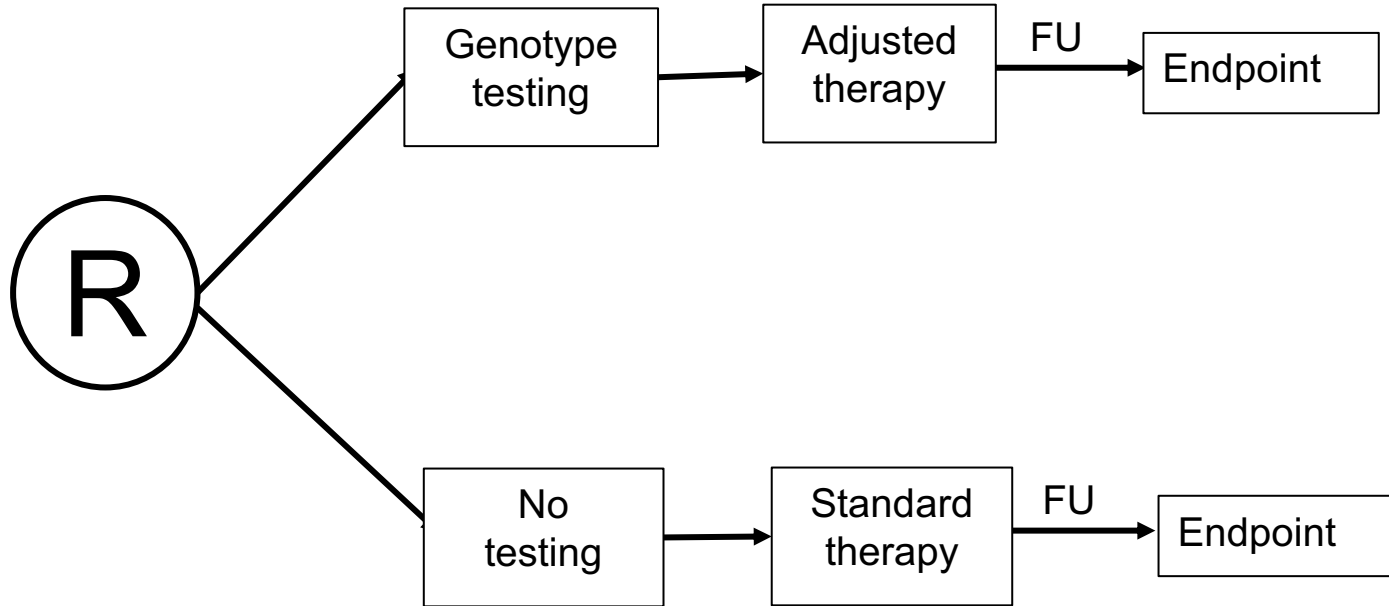 R
Genotype
testing
Adjusted
therapy
FU
Endpoint
No
testing
Standard
therapy
FU
Endpoint